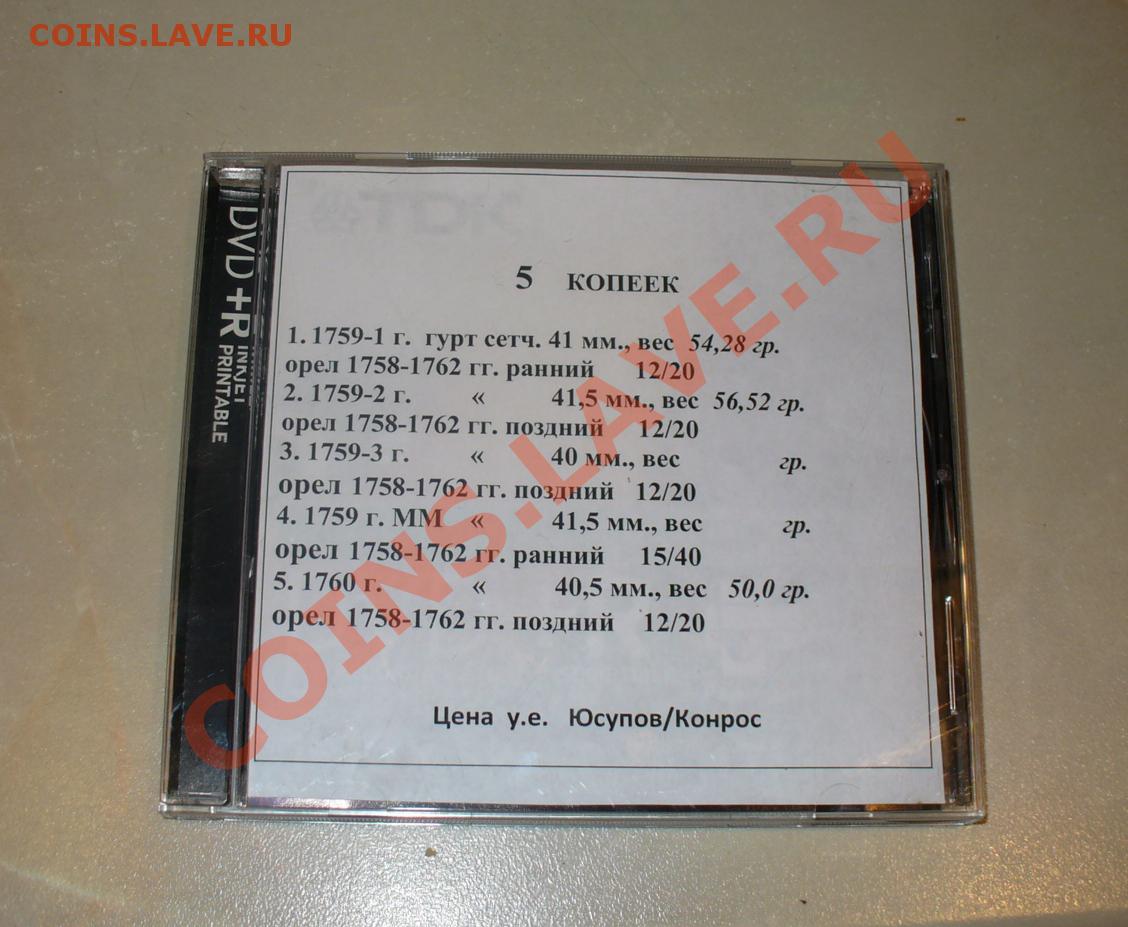 COINS.LAVE.RU
DVD+R
INKJET
PRINTABLE
5 КОПЕЕК
1. 1759-1 г. гурт сетч. 41 мм., вес 54,28 гр.
орел 1758-1762 гг. ранний 12/20
2. 1759-2 г. « 41,5 мм., вес 56,52 гр.
орел 1758-1762 гг. поздний 12/20
3. 1759-3 г. « 40 мм., вес гр.
орел 1758-1762 гг. поздний 12/20
4. 1759 г. ММ « 41,5 мм., вес гр.
орел 1758-1762 гг. ранний 15/40
5. 1760 г. « 40,5 мм., вес 50,0 гр.
орел 1758-1762 гг. поздний 12/20
Цена у.е. Юсупов/Конрос
COINS.LAVE.RU